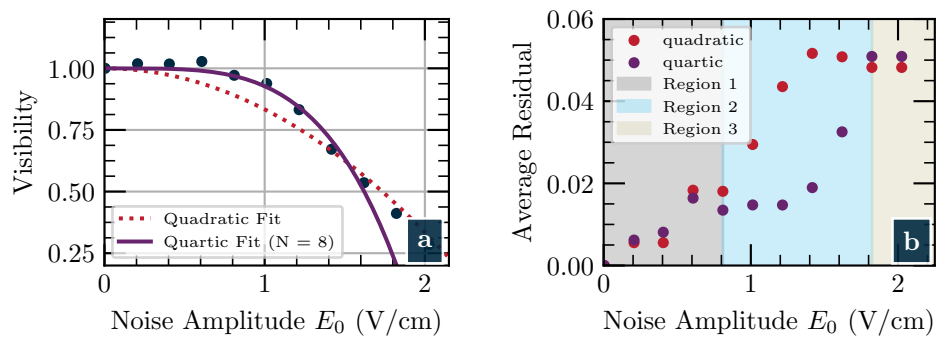 1.00
0.75
0.50
0.25
Visibility
Quadratic Fit
Quartic Fit (N = 8)
a
0
1
2
Noise Amplitude E₀ (V/cm)
0.06
0.04
0.02
0.00
Average Residual
quadratic
quartic
Region 1
Region 2
Region 3
b
0
1
2
Noise Amplitude E₀ (V/cm)